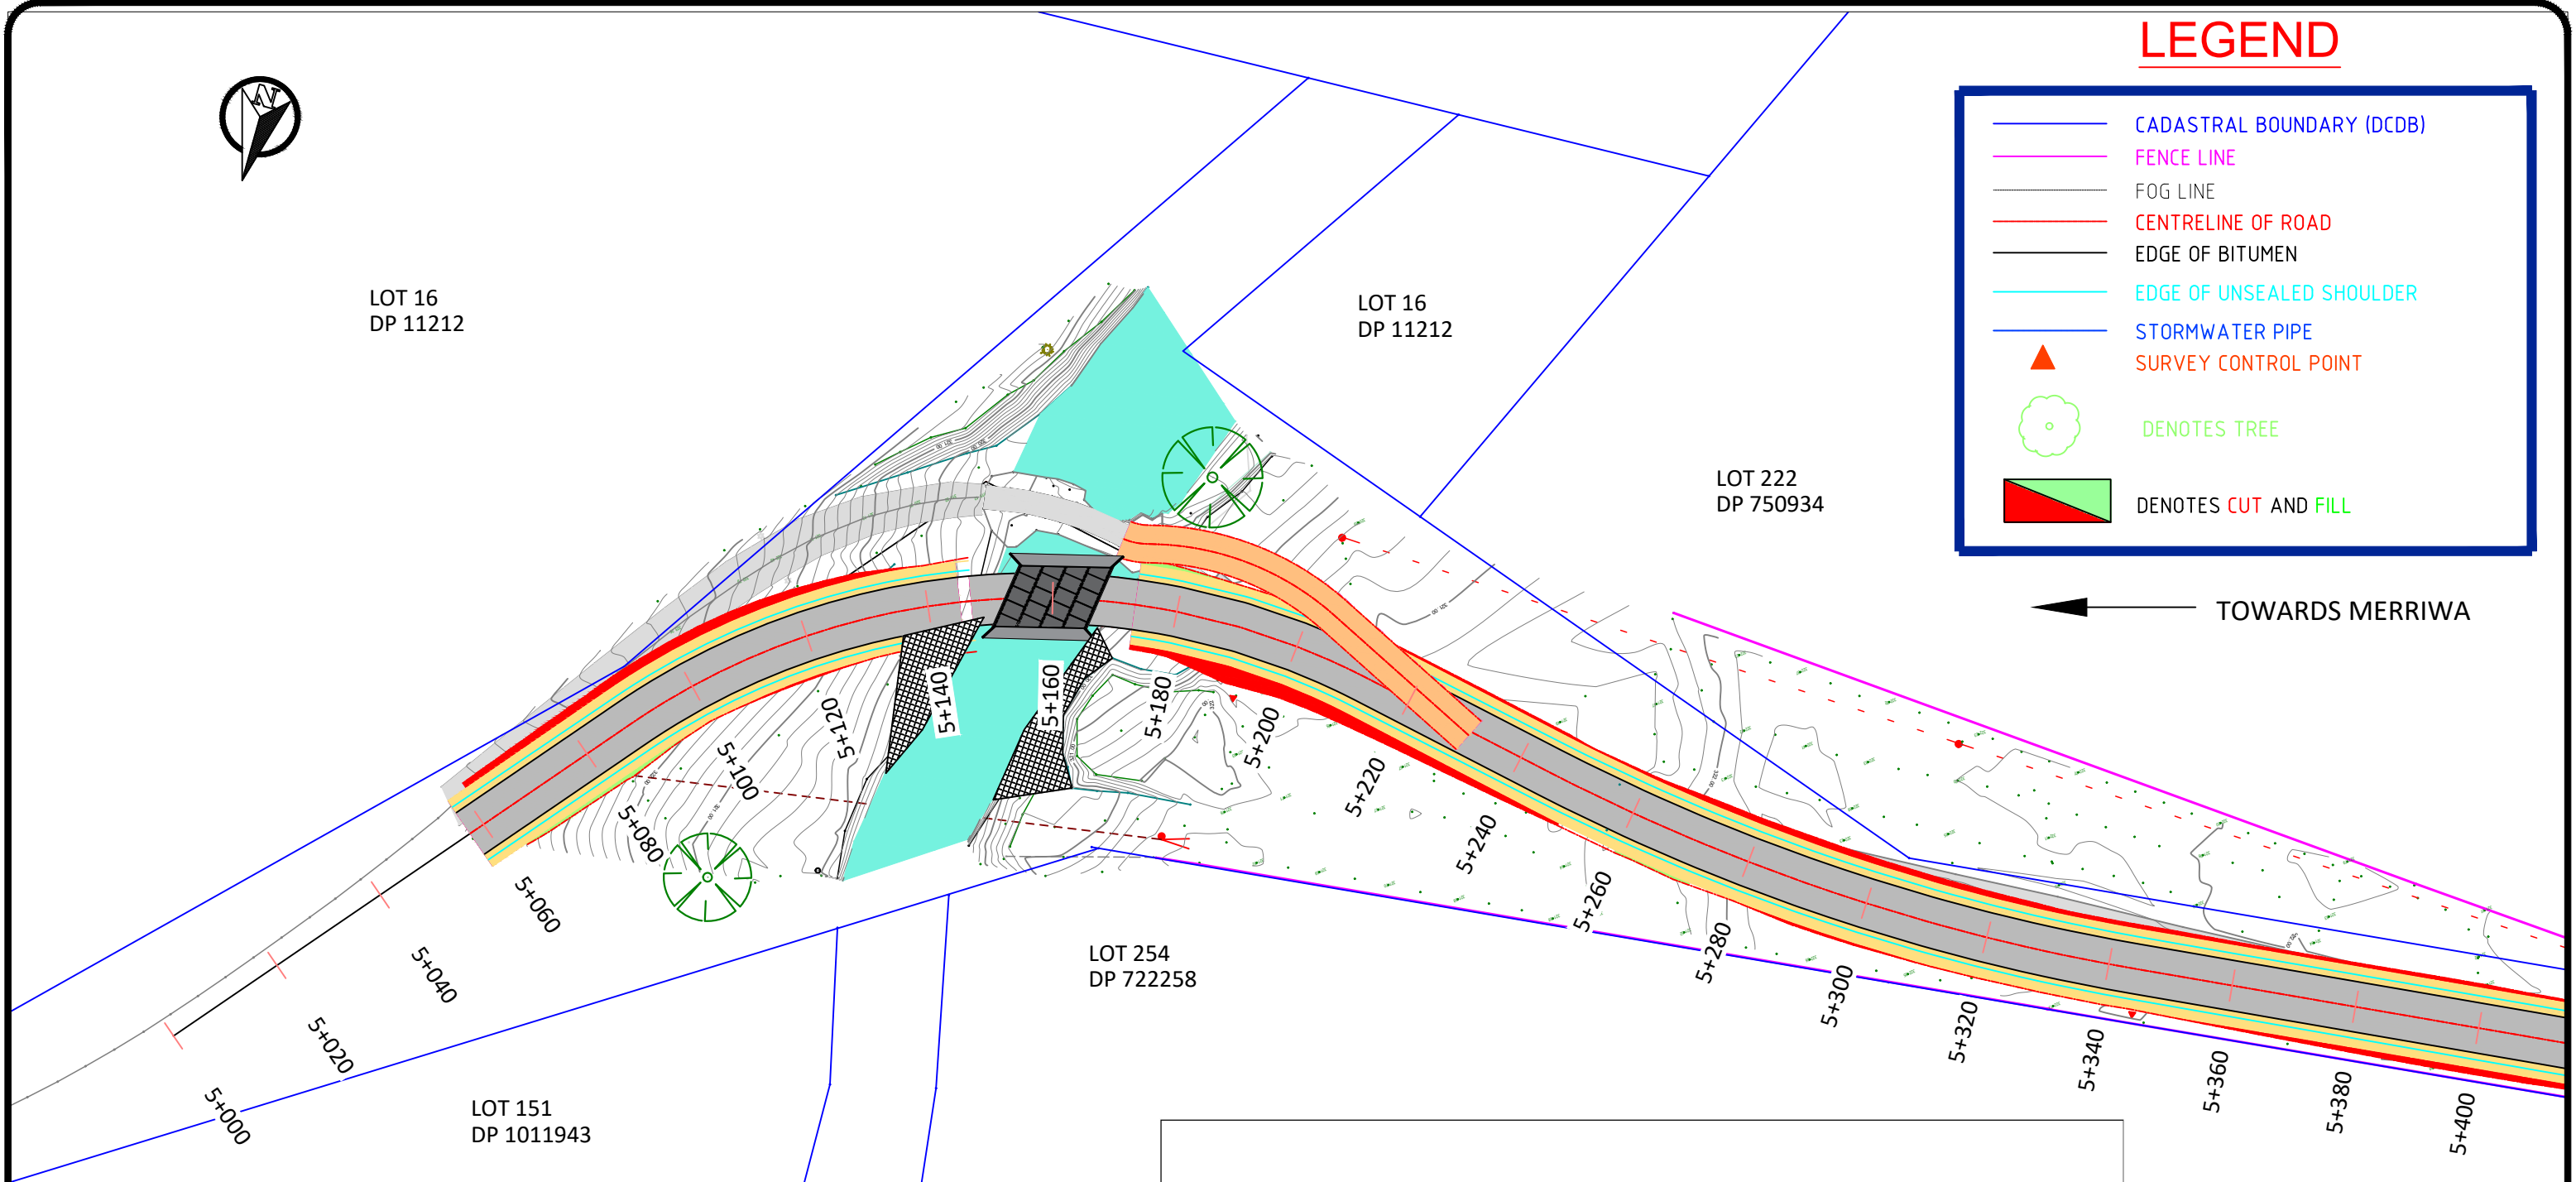 LEGEND
CADASTRAL BOUNDARY (DCDB)
FENCE LINE
FOG LINE
CENTRELINE OF ROAD
EDGE OF BITUMEN
EDGE OF UNSEALED SHOULDER
STORMWATER PIPE
SURVEY CONTROL POINT
DENOTES TREE
DENOTES CUT AND FILL
TOWARDS MERRIWA
N
LOT 16
DP 11212
LOT 16
DP 11212
LOT 222
DP 750934
LOT 254
DP 722258
LOT 151
DP 1011943
5+000
5+020
5+040
5+060
5+080
5+100
5+120
5+140
5+160
5+180
5+200
5+220
5+240
5+260
5+280
5+300
5+320
5+340
5+360
5+380
5+400